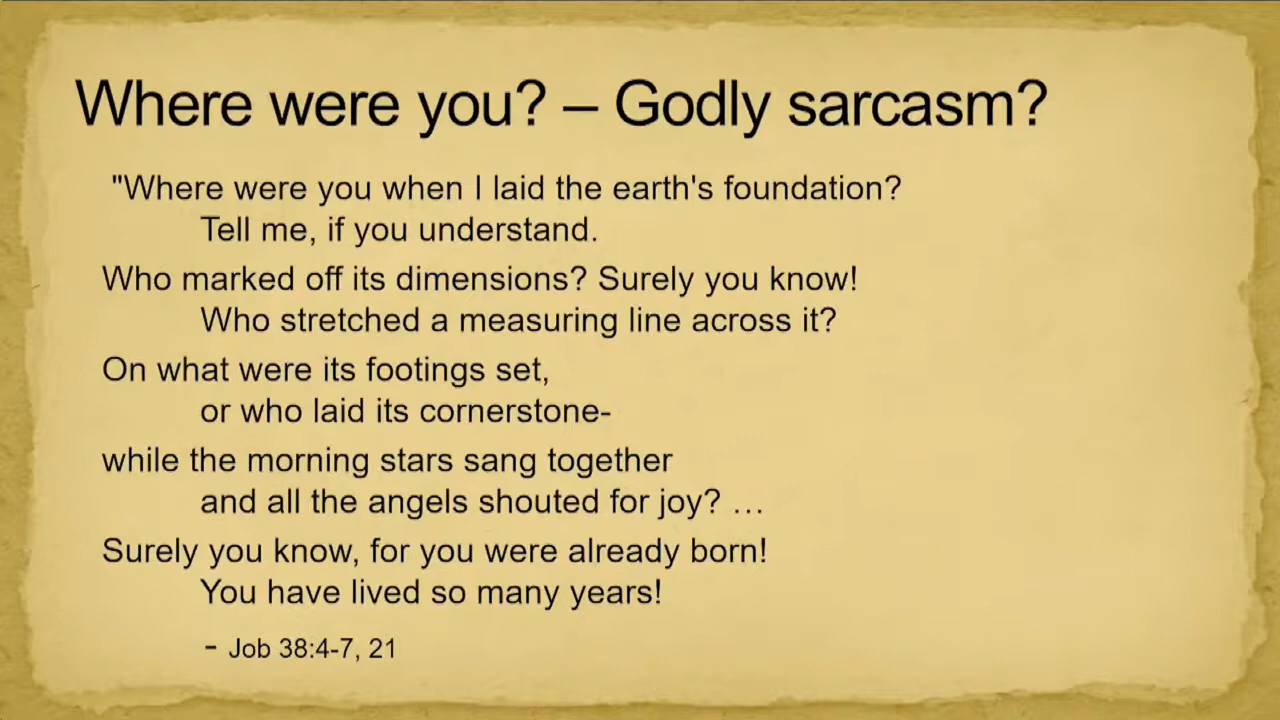 Where were you? – Godly sarcasm?
"Where were you when I laid the earth's foundation?
Tell me, if you understand.
Who marked off its dimensions? Surely you know!
Who stretched a measuring line across it?
On what were its footings set,
or who laid its cornerstone-
while the morning stars sang together
and all the angels shouted for joy? …
Surely you know, for you were already born!
You have lived so many years!
– Job 38:4-7, 21